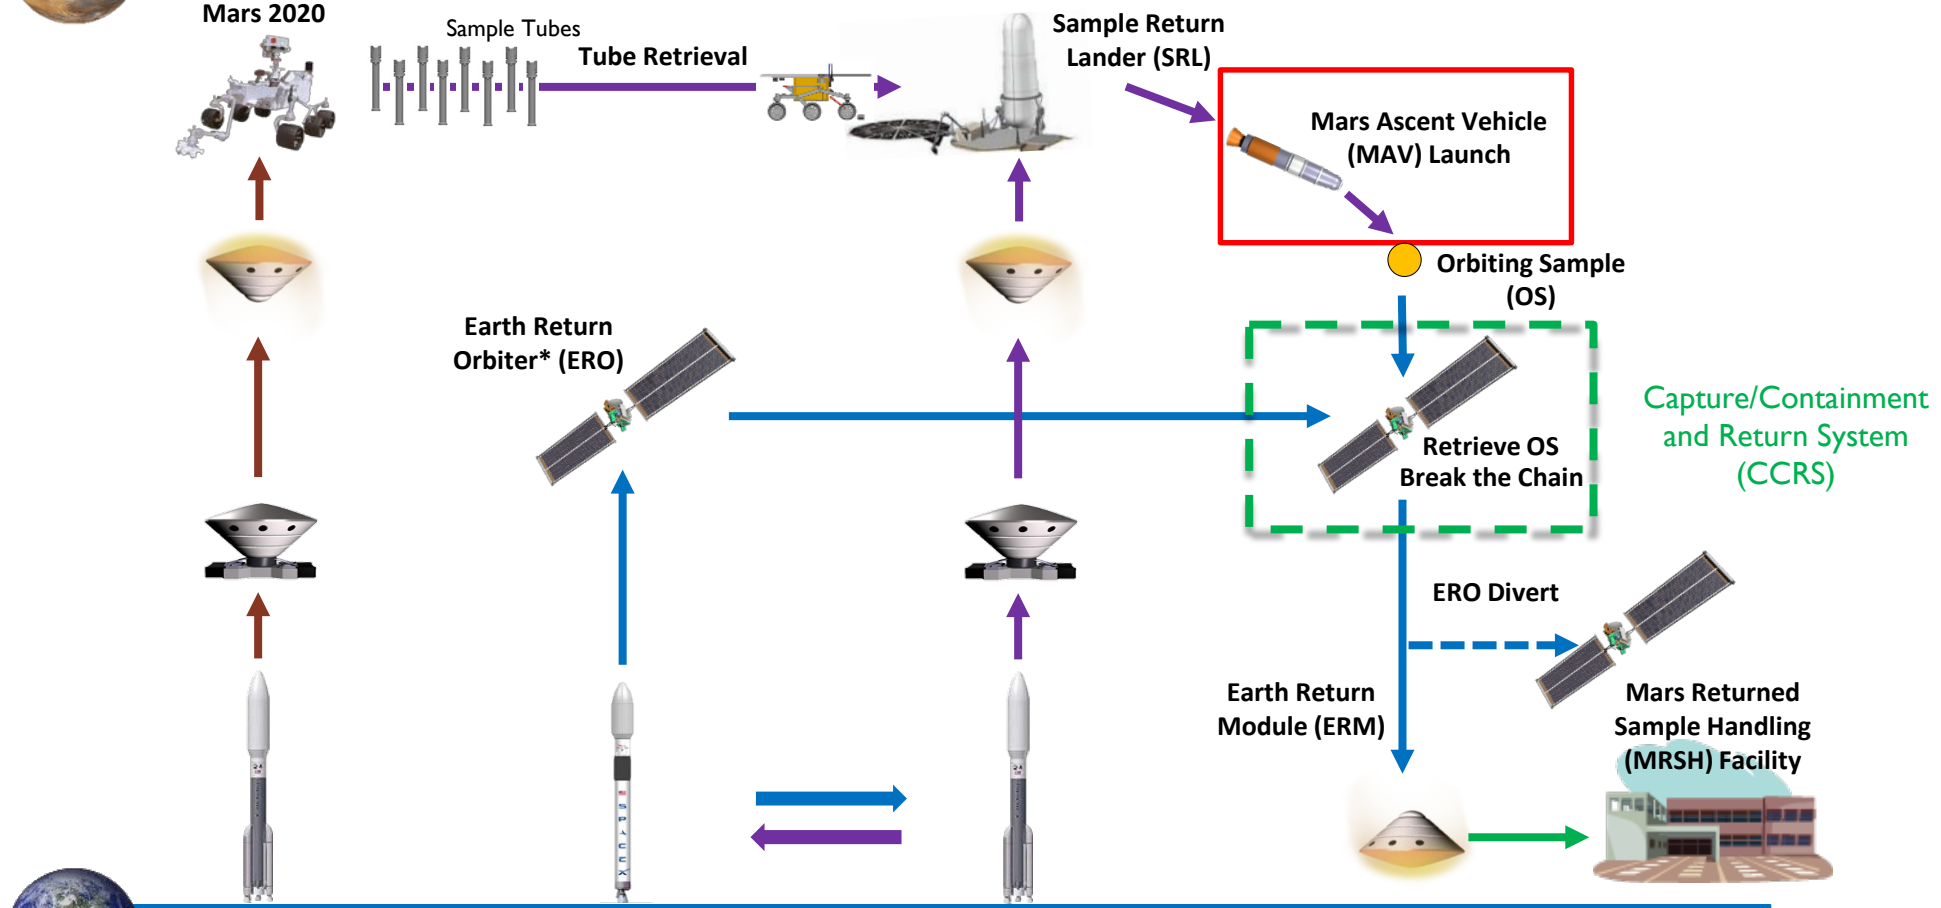 Mars 2020
Sample Tubes
Tube Retrieval
Sample Return
Lander (SRL)
Mars Ascent Vehicle
(MAV) Launch
Orbiting Sample
(OS)
Earth Return
Orbiter* (ERO)
Capture/Containment
and Return System
(CCRS)
Retrieve OS
Break the Chain
ERO Divert
Earth Return
Module (ERM)
Mars Returned
Sample Handling
(MRSH) Facility
SPACEX